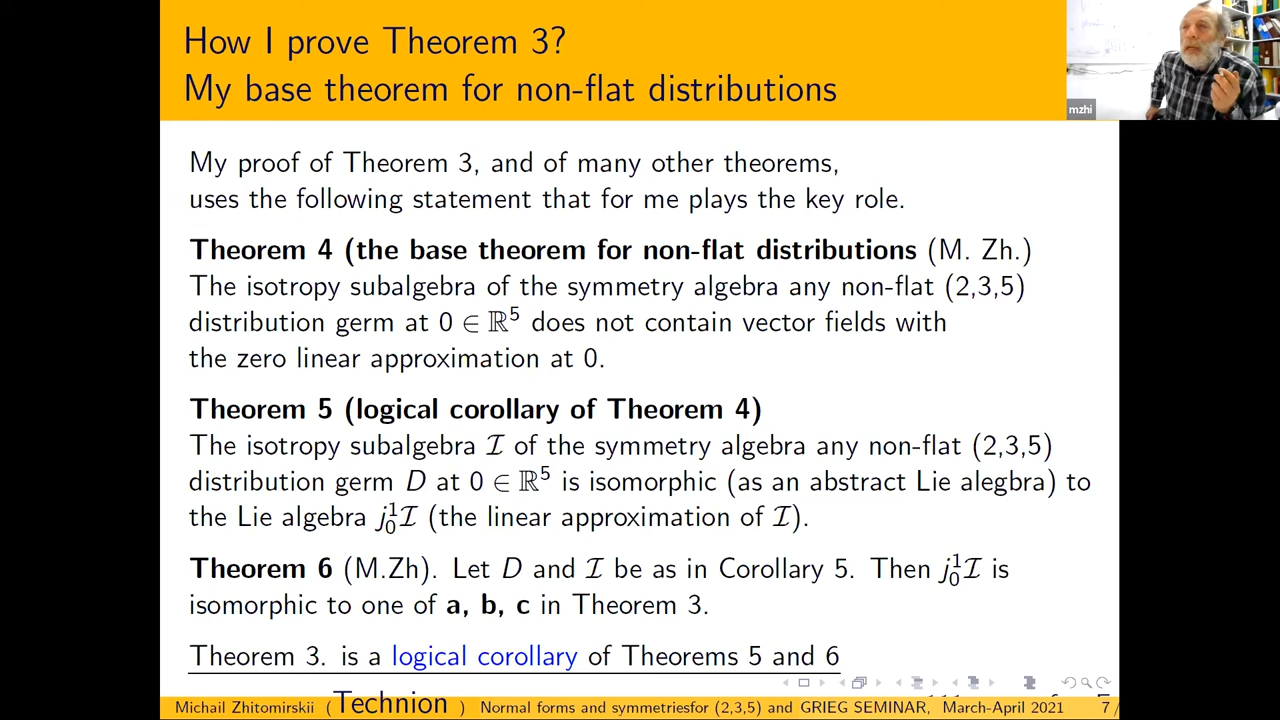 How I prove Theorem 3?
My base theorem for non-flat distributions
mzhi
My proof of Theorem 3, and of many other theorems,
uses the following statement that for me plays the key role.
Theorem 4 (the base theorem for non-flat distributions (M. Zh.)
The isotropy subalgebra of the symmetry algebra any non-flat (2,3,5)
distribution germ at 0 ∈ ℝ⁵ does not contain vector fields with
the zero linear approximation at 0.
Theorem 5 (logical corollary of Theorem 4)
The isotropy subalgebra ℐ of the symmetry algebra any non-flat (2,3,5)
distribution germ D at 0 ∈ ℝ⁵ is isomorphic (as an abstract Lie alegbra) to
the Lie algebra j₀¹ℐ (the linear approximation of ℐ).
Theorem 6 (M.Zh). Let D and ℐ be as in Corollary 5. Then j₀¹ℐ is
isomorphic to one of a, b, c in Theorem 3.
Theorem 3. is a logical corollary of Theorems 5 and 6
Michail Zhitomirskii ( Technion ) Normal forms and symmetriesfor (2,3,5) and GRIEG SEMINAR, March-April 2021 7 /